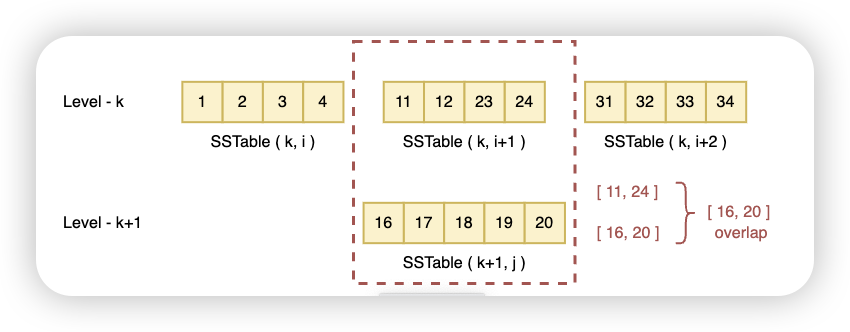 Level - k
1 2 3 4
11 12 23 24
31 32 33 34
SSTable ( k, i )
SSTable ( k, i+1 )
SSTable ( k, i+2 )
Level - k+1
16 17 18 19 20
SSTable ( k+1, j )
[ 11, 24 ]
[ 16, 20 ]
[ 16, 20 ]
overlap